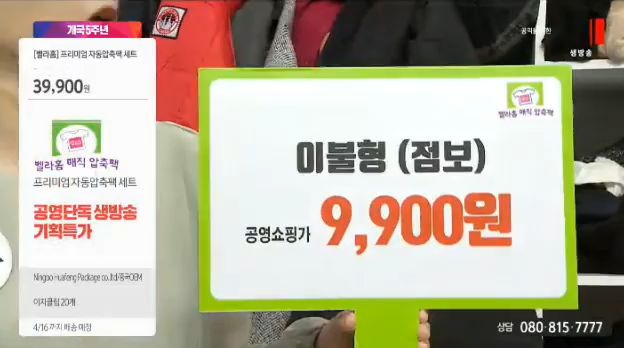 개국5주년
[벨라홈] 프리미엄 자동압축팩 세트
39,900원
벨라홈 매직 압축팩
프리미엄 자동압축팩 세트
공영단독 생방송
기획특가
Ningbo Huafeng Package co.,ltd/중국OEM
이지클립 20개
4/16 까지 배송 예정
생방송
벨라홈 매직 압축팩
이불형 (점보)
공영쇼핑가 9,900원
상담 080-815-7777